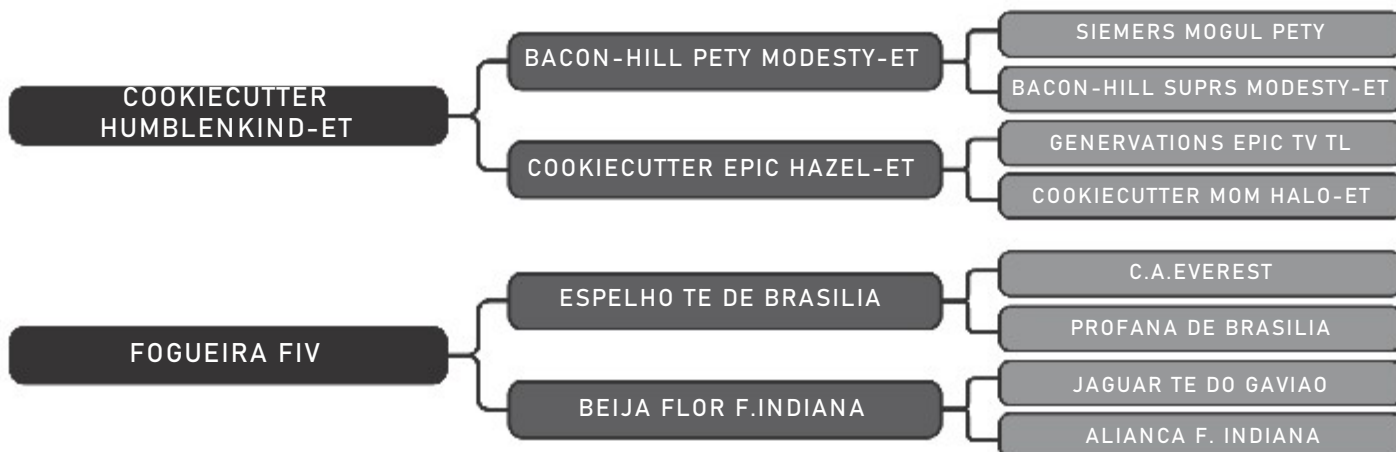 COOKIECUTTER
HUMBLENKIND-ET
BACON-HILL PETY MODESTY-ET
SIEMERS MOGUL PETY
BACON-HILL SUPRS MODESTY-ET
COOKIECUTTER EPIC HAZEL-ET
GENERVATIONS EPIC TV TL
COOKIECUTTER MOM HALO-ET
FOGUEIRA FIV
ESPELHO TE DE BRASILIA
C.A.EVEREST
PROFANA DE BRASILIA
BEIJA FLOR F.INDIANA
JAGUAR TE DO GAVIAO
ALIANCA F. INDIANA